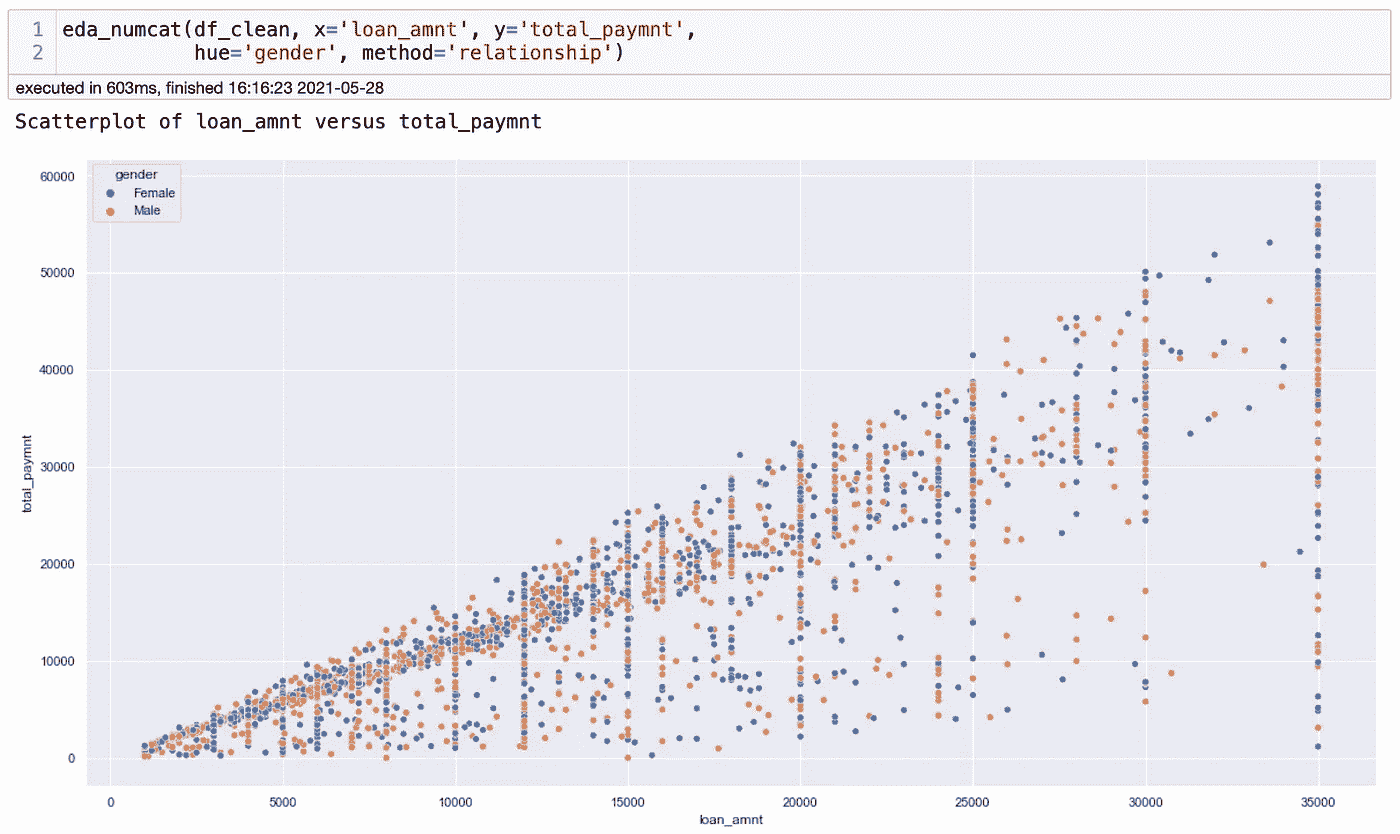 1 eda_numcat(df_clean, x='loan_amnt', y='total_paymnt',
2 hue='gender', method='relationship')
executed in 603ms, finished 16:16:23 2021-05-28
Scatterplot of loan_amnt versus total_paymnt
gender
Female
Male
60000
50000
40000
30000
20000
10000
0
total_paymnt
0 5000 10000 15000 20000 25000 30000 35000
loan_amnt